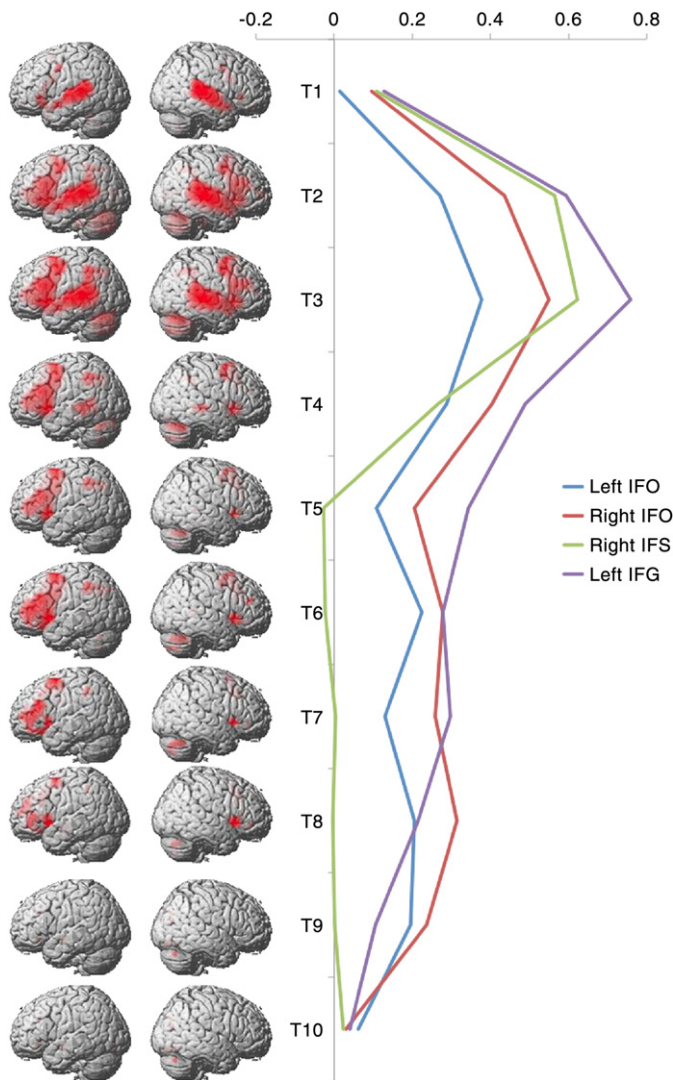 -0.2 0 0.2 0.4 0.6 0.8
T1
T2
T3
T4
T5
T6
T7
T8
T9
T10
Left IFO
Right IFO
Right IFS
Left IFG